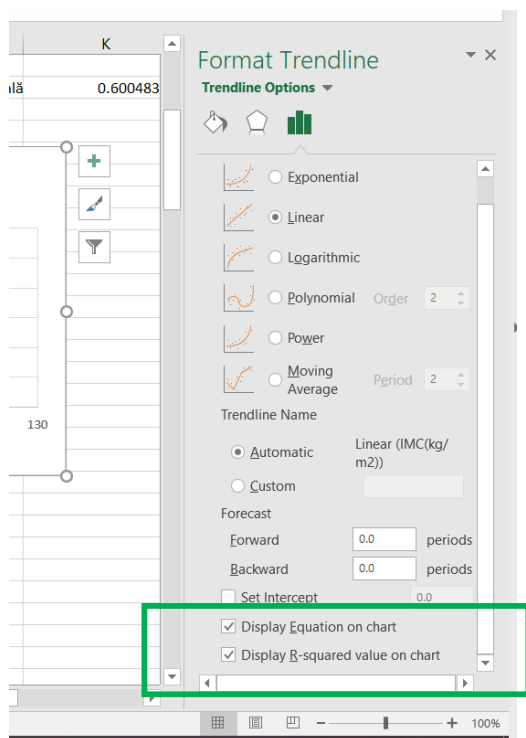 K
Format Trendline
lă 0.600483
Trendline Options
Exponential
Linear
Logarithmic
Polynomial Order 2
Power
Moving Average Period 2
130
Trendline Name
Automatic Linear (IMC(kg/
m2))
Custom
Forecast
Forward 0.0 periods
Backward 0.0 periods
Set Intercept 0.0
Display Equation on chart
Display R-squared value on chart
100%